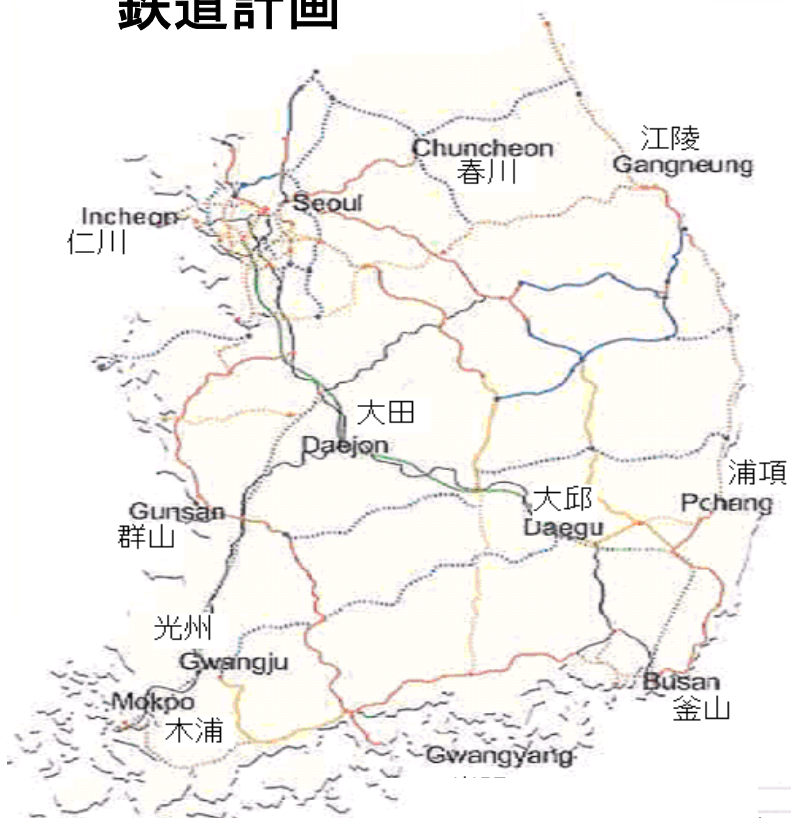 鉄道計画
Chuncheon
春川
江陵
Gangneung
Seoul
Incheon
仁川
大田
Daejon
Gunsan
群山
大邱
Daegu
浦項
Pohang
光州
Gwangju
Mokpo
木浦
Busan
釜山
Gwangyang